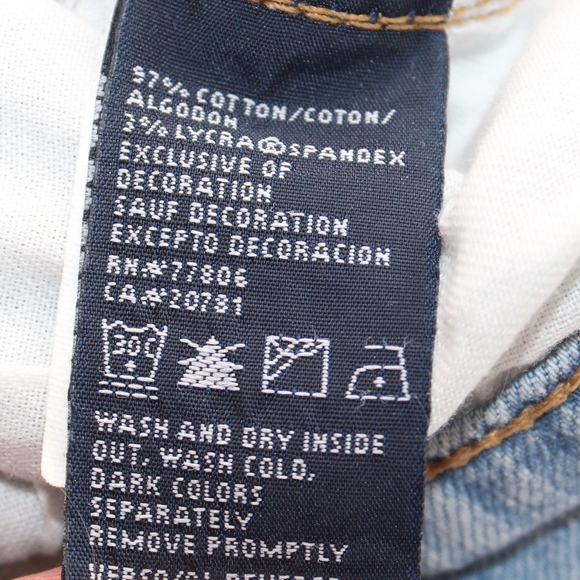 97% COTTON/COTON/
ALGODON
3% LYCRA®SPANDEX
EXCLUSIVE OF
DECORATION
SAUF DECORATION
EXCEPTO DECORACION
RN#77806
CA#20781
30C
WASH AND DRY INSIDE
OUT, WASH COLD,
DARK COLORS
SEPARATELY
REMOVE PROMPTLY